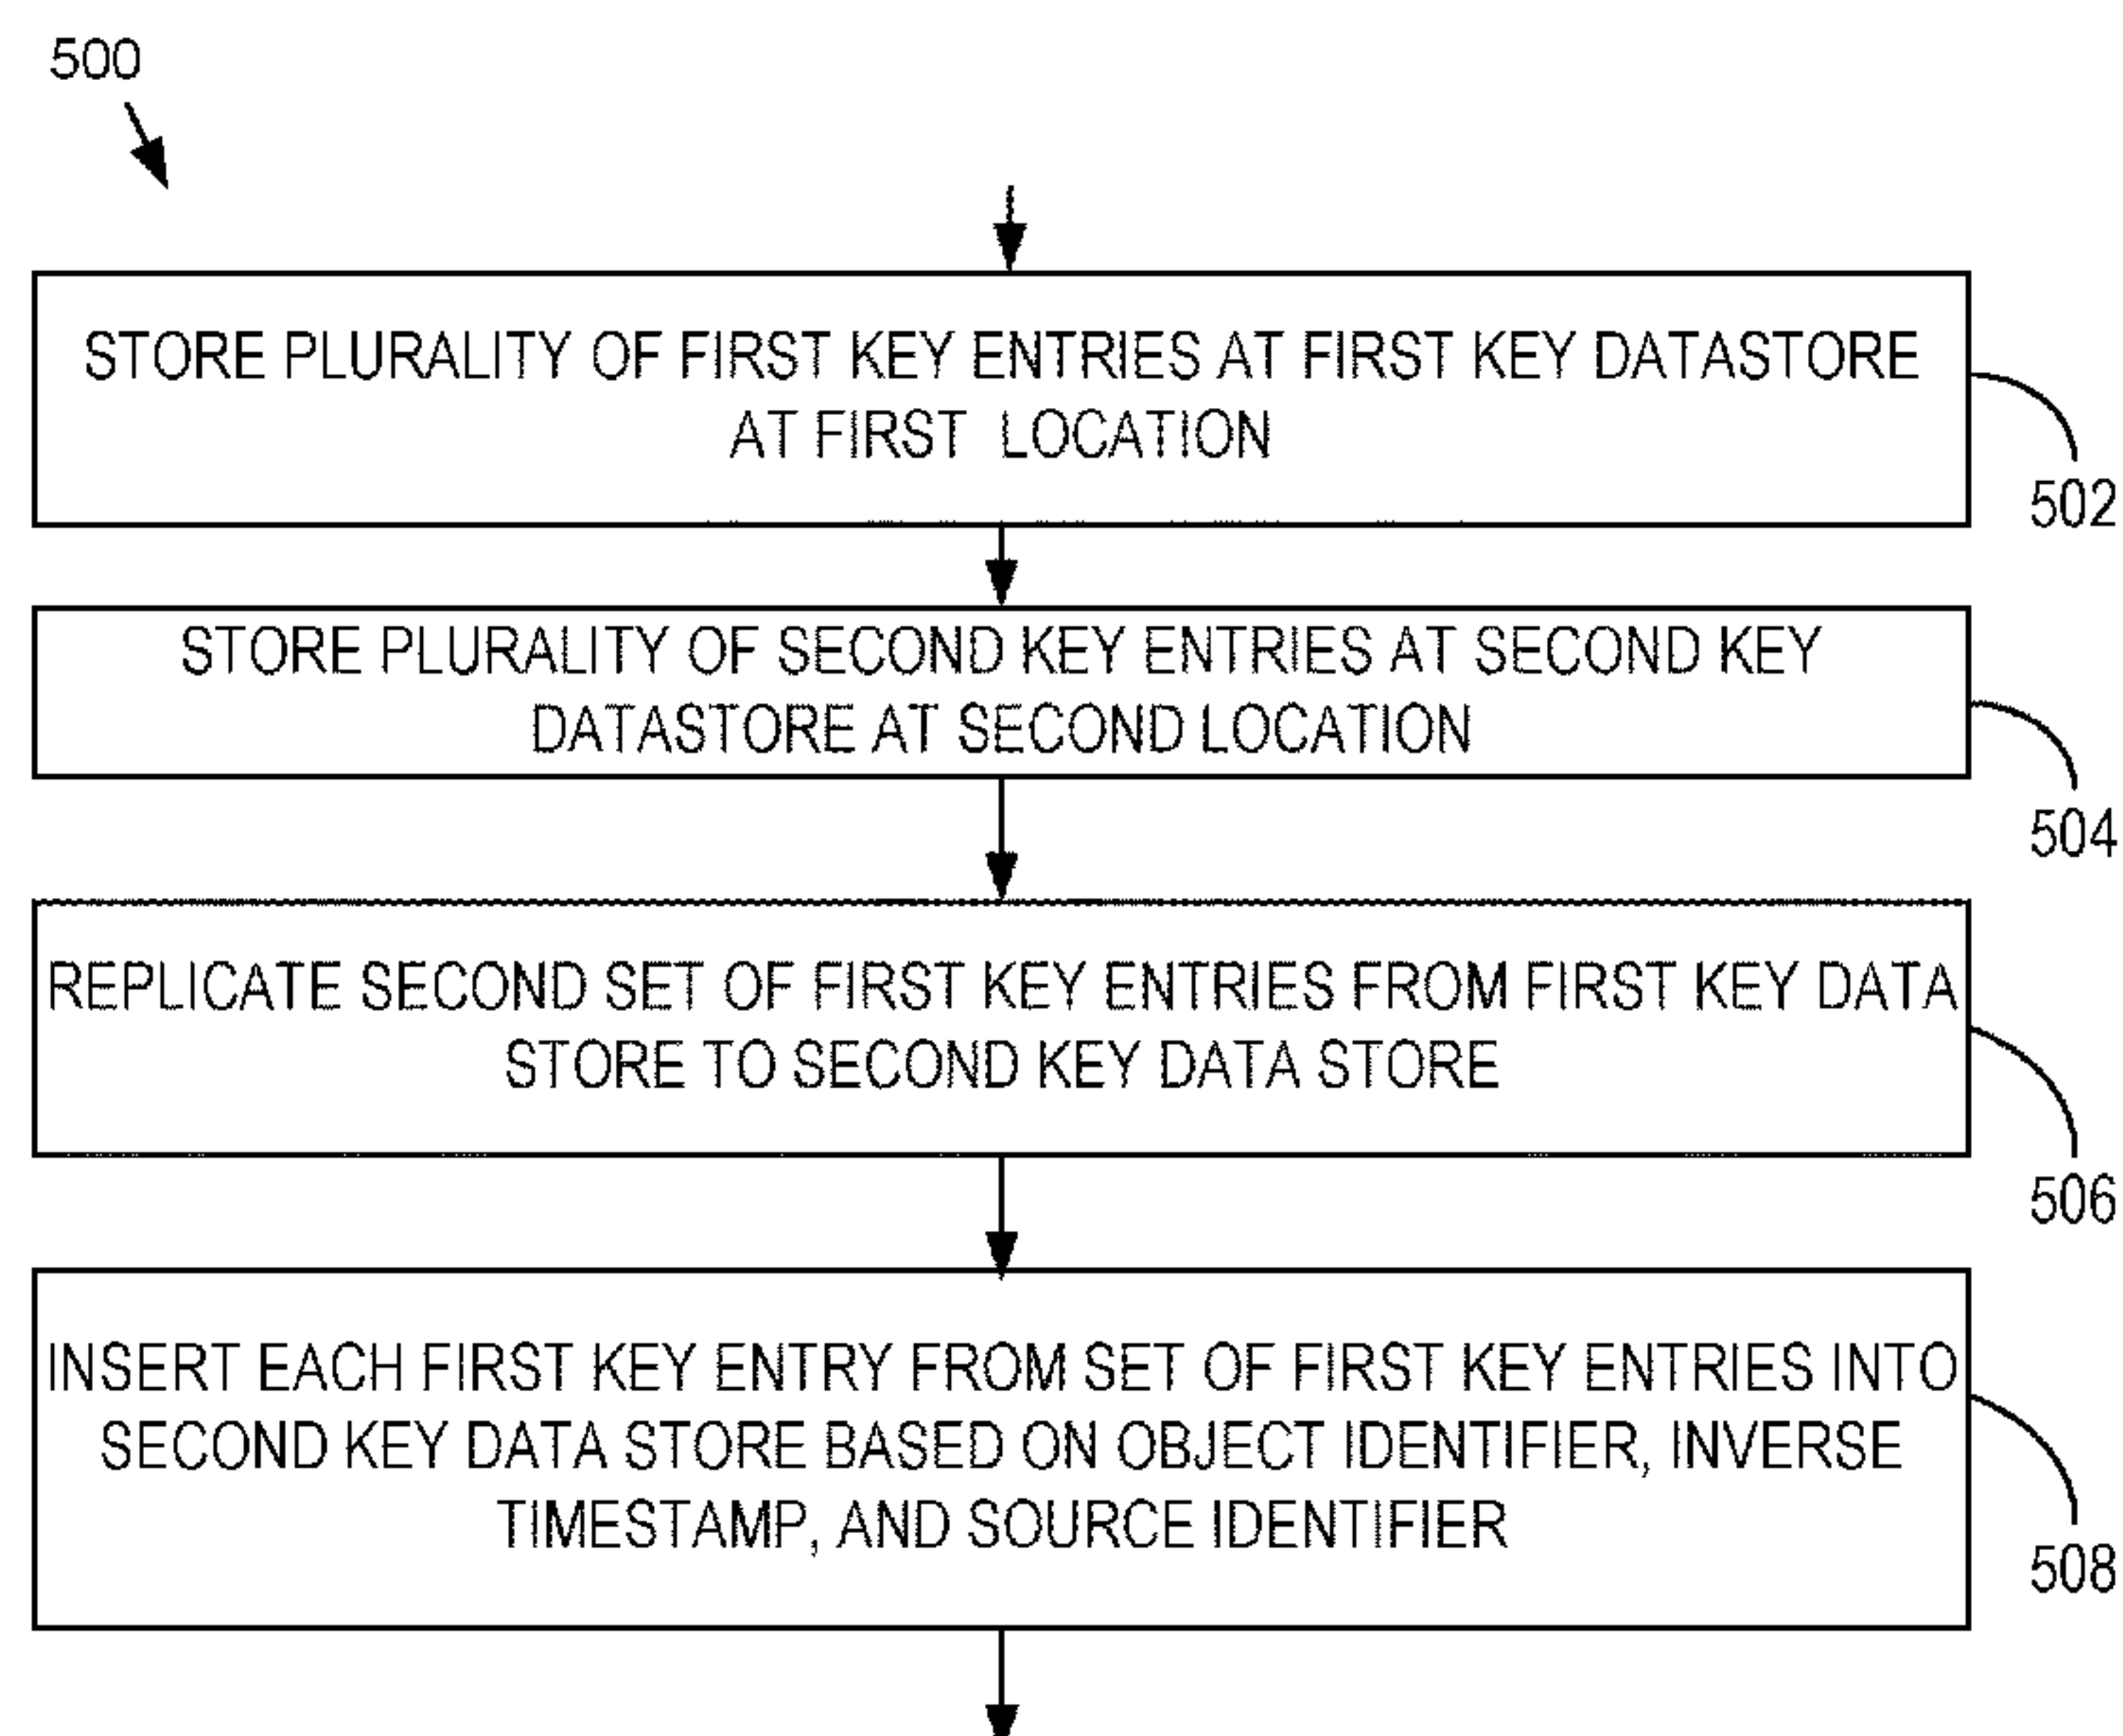 500
STORE PLURALITY OF FIRST KEY ENTRIES AT FIRST KEY DATASTORE
AT FIRST LOCATION
502
STORE PLURALITY OF SECOND KEY ENTRIES AT SECOND KEY
DATASTORE AT SECOND LOCATION
504
REPLICATE SECOND SET OF FIRST KEY ENTRIES FROM FIRST KEY DATA
STORE TO SECOND KEY DATA STORE
506
INSERT EACH FIRST KEY ENTRY FROM SET OF FIRST KEY ENTRIES INTO
SECOND KEY DATA STORE BASED ON OBJECT IDENTIFIER, INVERSE
TIMESTAMP, AND SOURCE IDENTIFIER
508